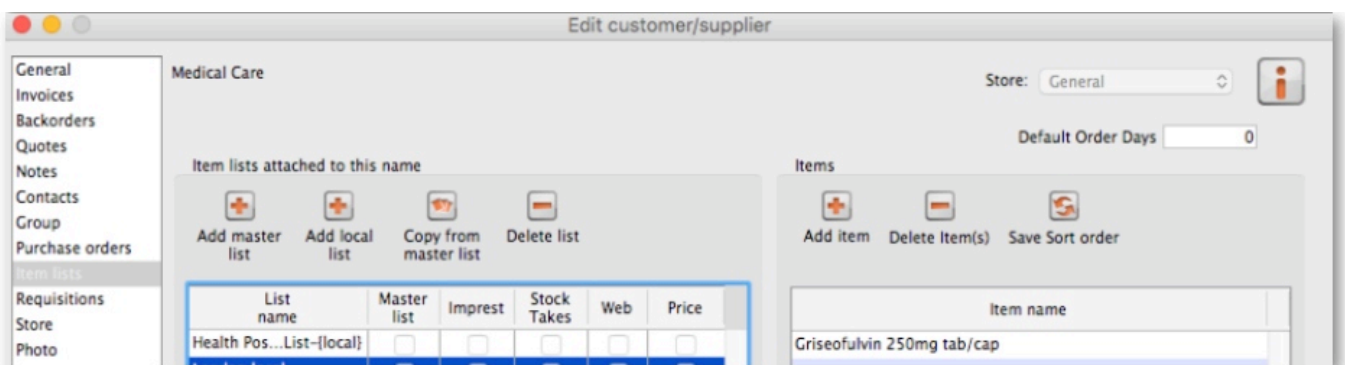 Edit customer/supplier
General
Invoices
Backorders
Quotes
Notes
Contacts
Group
Purchase orders
Item lists
Requisitions
Store
Photo
Medical Care
Store: General
Default Order Days 0
Item lists attached to this name
Add master list
Add local list
Copy from master list
Delete list
List name
Master list
Imprest
Stock Takes
Web
Price
Health Pos...List-{local}
Items
Add item
Delete Item(s)
Save Sort order
Item name
Griseofulvin 250mg tab/cap